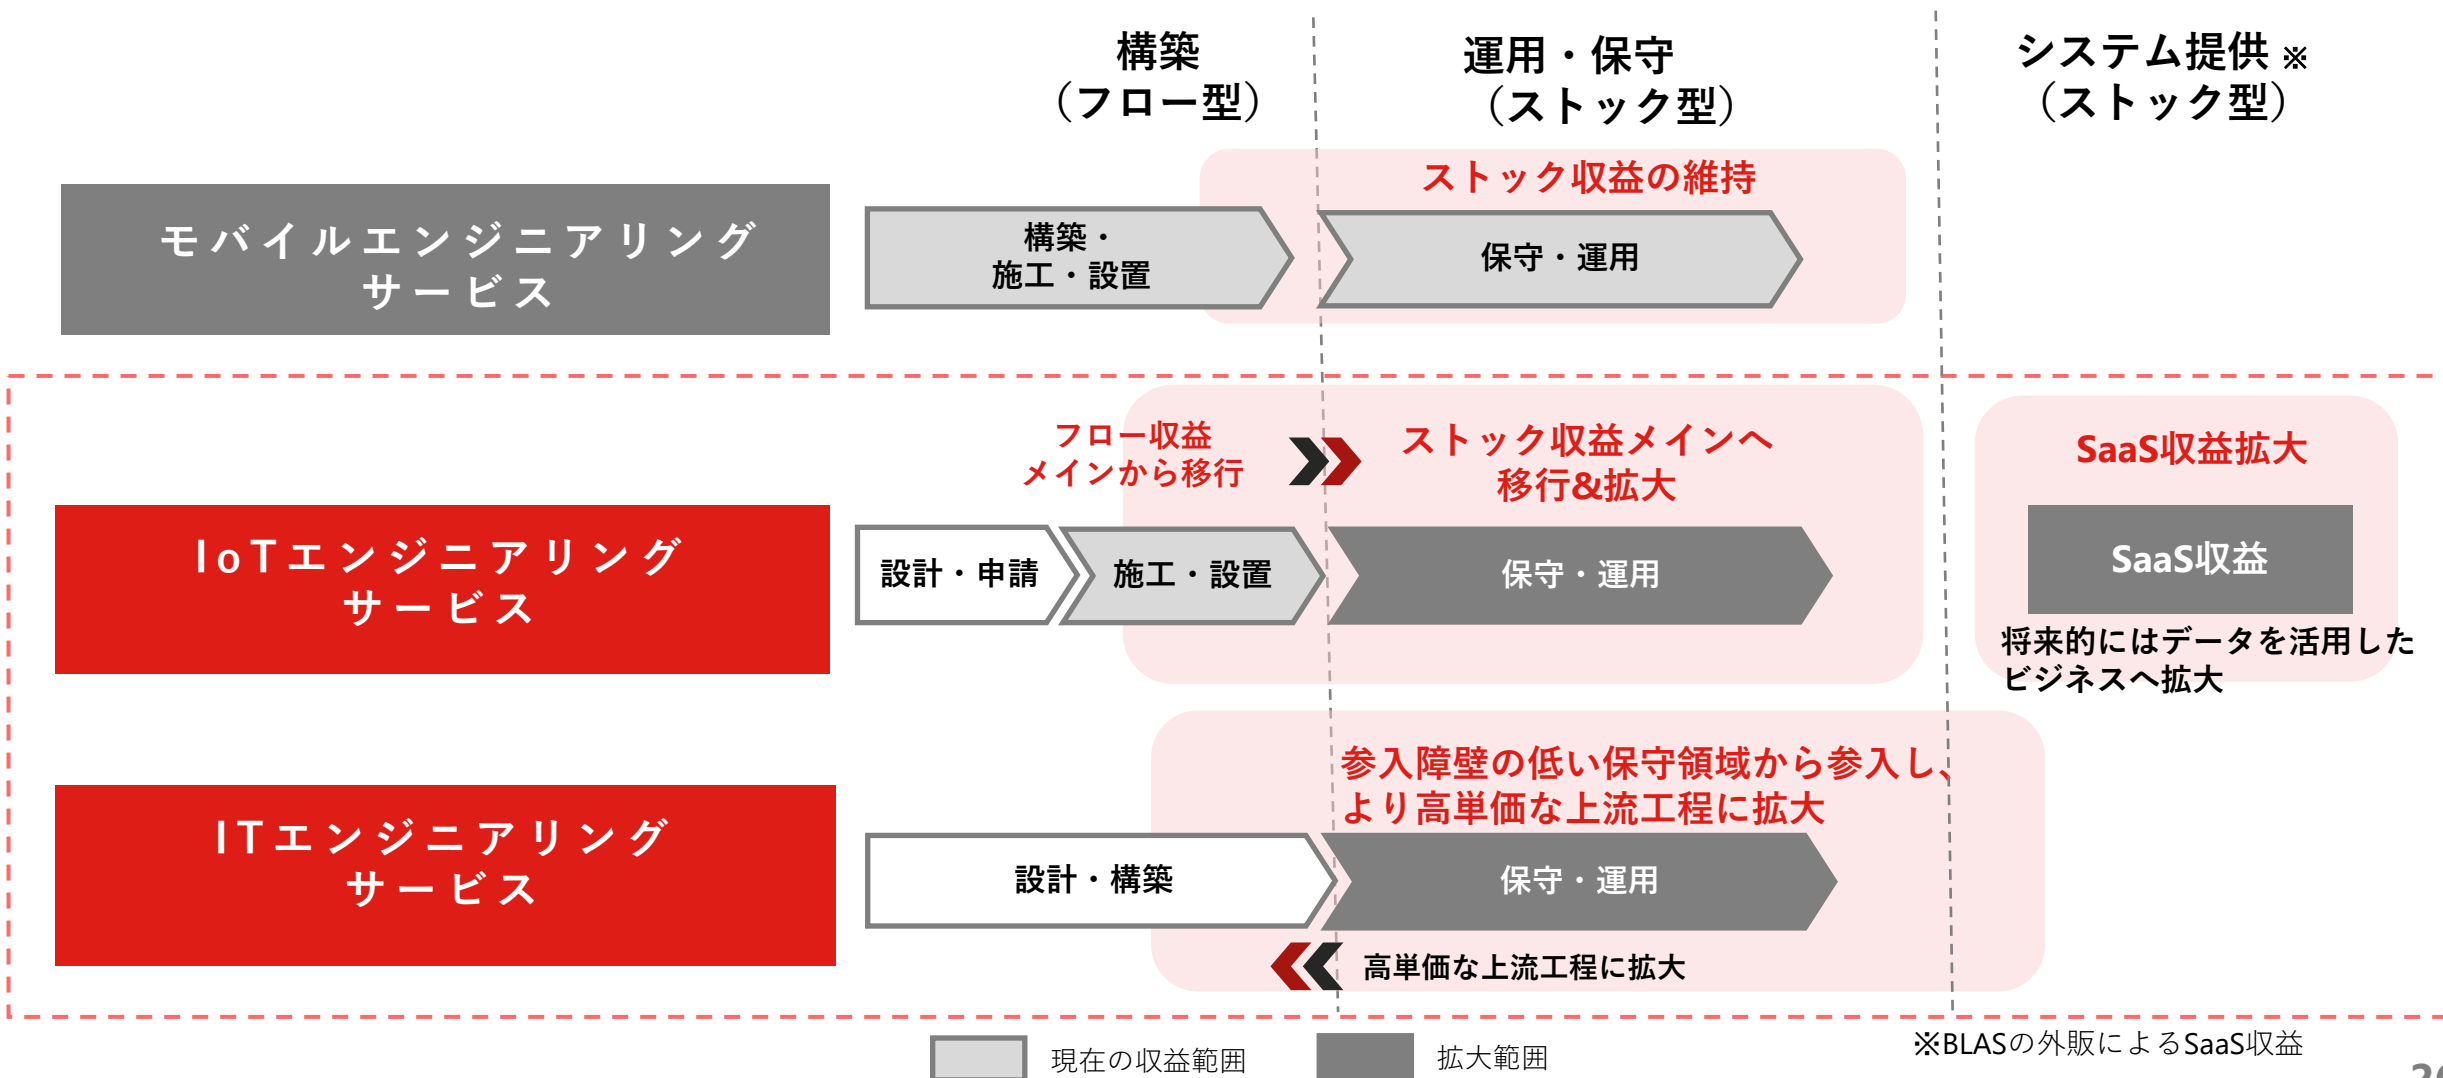 構築
（フロー型）
運用・保守
（ストック型）
システム提供 ※
（ストック型）
モバイルエンジニアリング
サービス
構築・
施工・設置
ストック収益の維持
保守・運用
IoTエンジニアリング
サービス
フロー収益
メインから移行
ストック収益メインへ
移行&拡大
設計・申請
施工・設置
保守・運用
SaaS収益拡大
SaaS収益
将来的にはデータを活用した
ビジネスへ拡大
ITエンジニアリング
サービス
参入障壁の低い保守領域から参入し、
より高単価な上流工程に拡大
設計・構築
保守・運用
高単価な上流工程に拡大
現在の収益範囲
拡大範囲
※BLASの外販によるSaaS収益